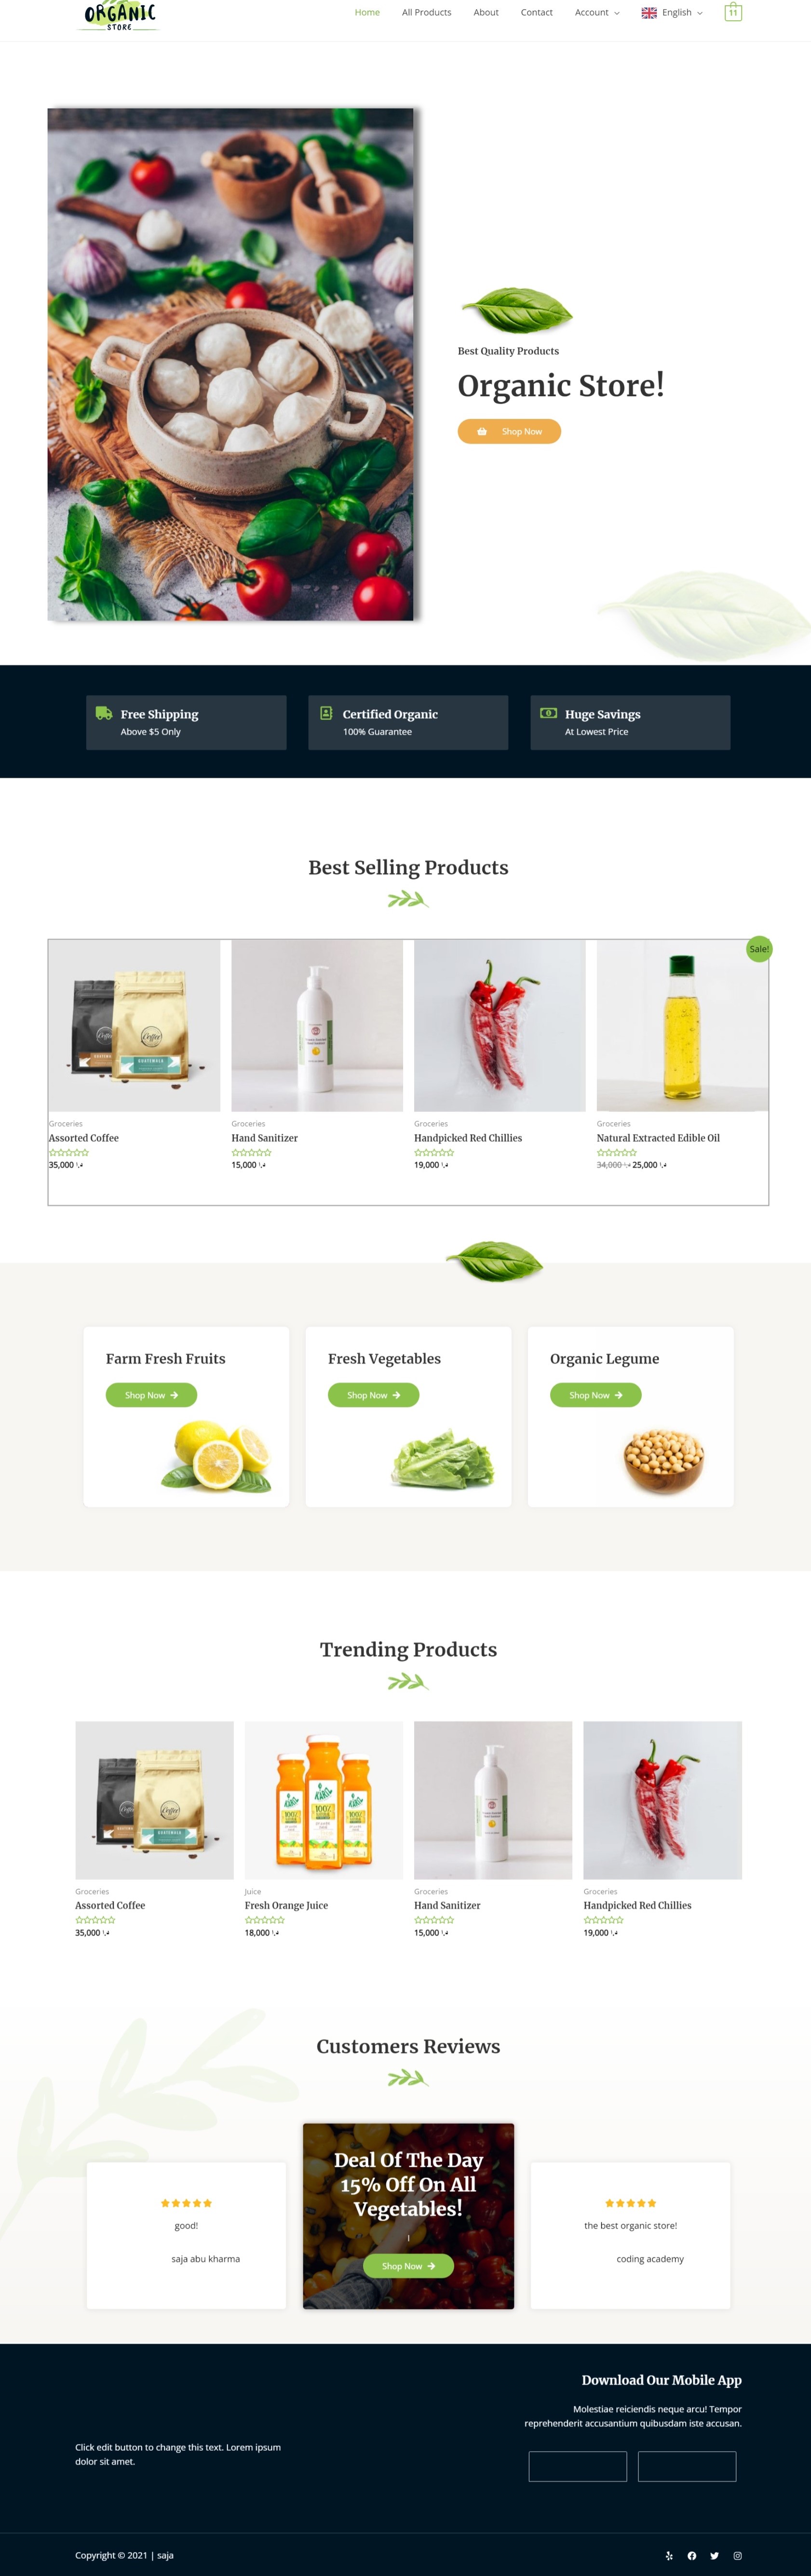 ORGANIC
STORE
Home
All Products
About
Contact
Account
English
11
Best Quality Products
Organic Store!
Shop Now
Free Shipping
Above $5 Only
Certified Organic
100% Guarantee
Huge Savings
At Lowest Price
Best Selling Products
Sale!
Groceries
Assorted Coffee
35,000 د.ا
Groceries
Hand Sanitizer
15,000 د.ا
Groceries
Handpicked Red Chillies
19,000 د.ا
Groceries
Natural Extracted Edible Oil
34,000 د.ا 25,000 د.ا
Farm Fresh Fruits
Shop Now
Fresh Vegetables
Shop Now
Organic Legume
Shop Now
Trending Products
Groceries
Assorted Coffee
35,000 د.ا
Juice
Fresh Orange Juice
18,000 د.ا
Groceries
Hand Sanitizer
15,000 د.ا
Groceries
Handpicked Red Chillies
19,000 د.ا
Customers Reviews
good!
saja abu kharma
Deal Of The Day
15% Off On All
Vegetables!
Shop Now
the best organic store!
coding academy
Click edit button to change this text. Lorem ipsum
dolor sit amet.
Download Our Mobile App
Molestiae reiciendis neque arcu! Tempor
reprehenderit accusantium quibusdam iste accusan.
Copyright © 2021 | saja